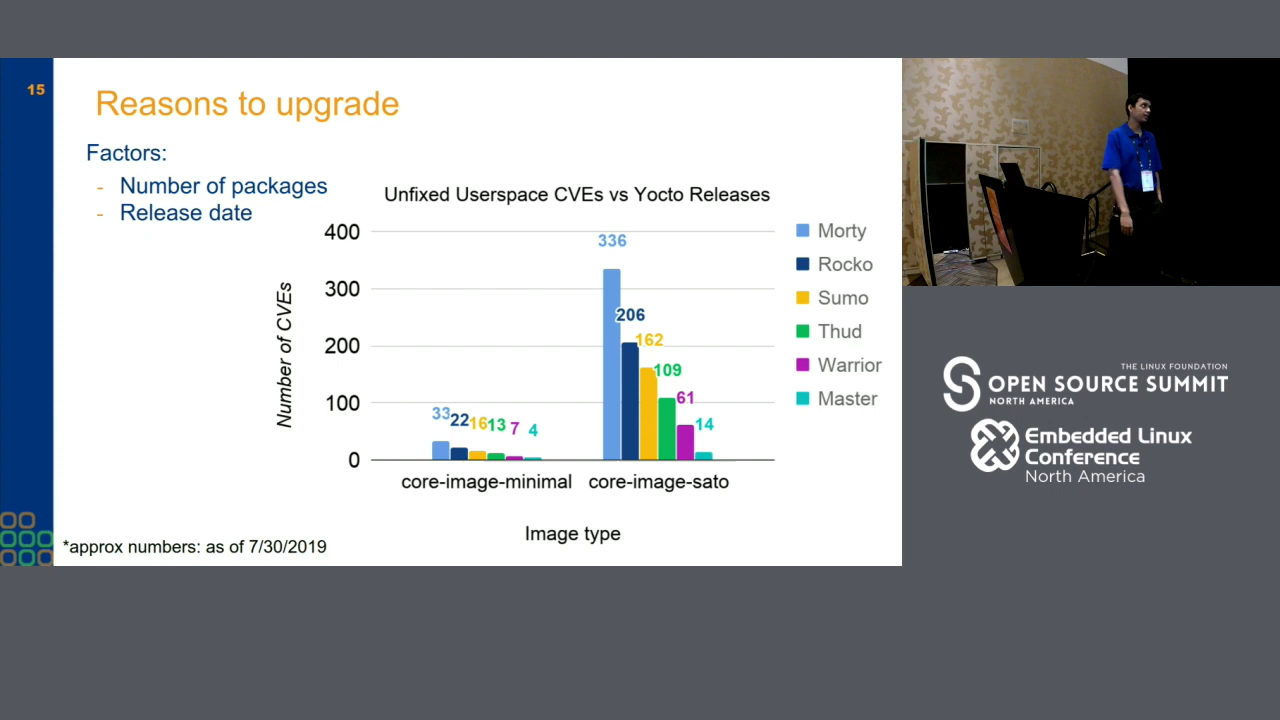 15
Reasons to upgrade
Factors:
- Number of packages
- Release date
Unfixed Userspace CVEs vs Yocto Releases
Number of CVEs
400
300
200
100
0
33
22
16
13
7
4
336
206
162
109
61
14
core-image-minimal
core-image-sato
Image type
Morty
Rocko
Sumo
Thud
Warrior
Master
*approx numbers: as of 7/30/2019
THE LINUX FOUNDATION
OPEN SOURCE SUMMIT
NORTH AMERICA
Embedded Linux
Conference
North America